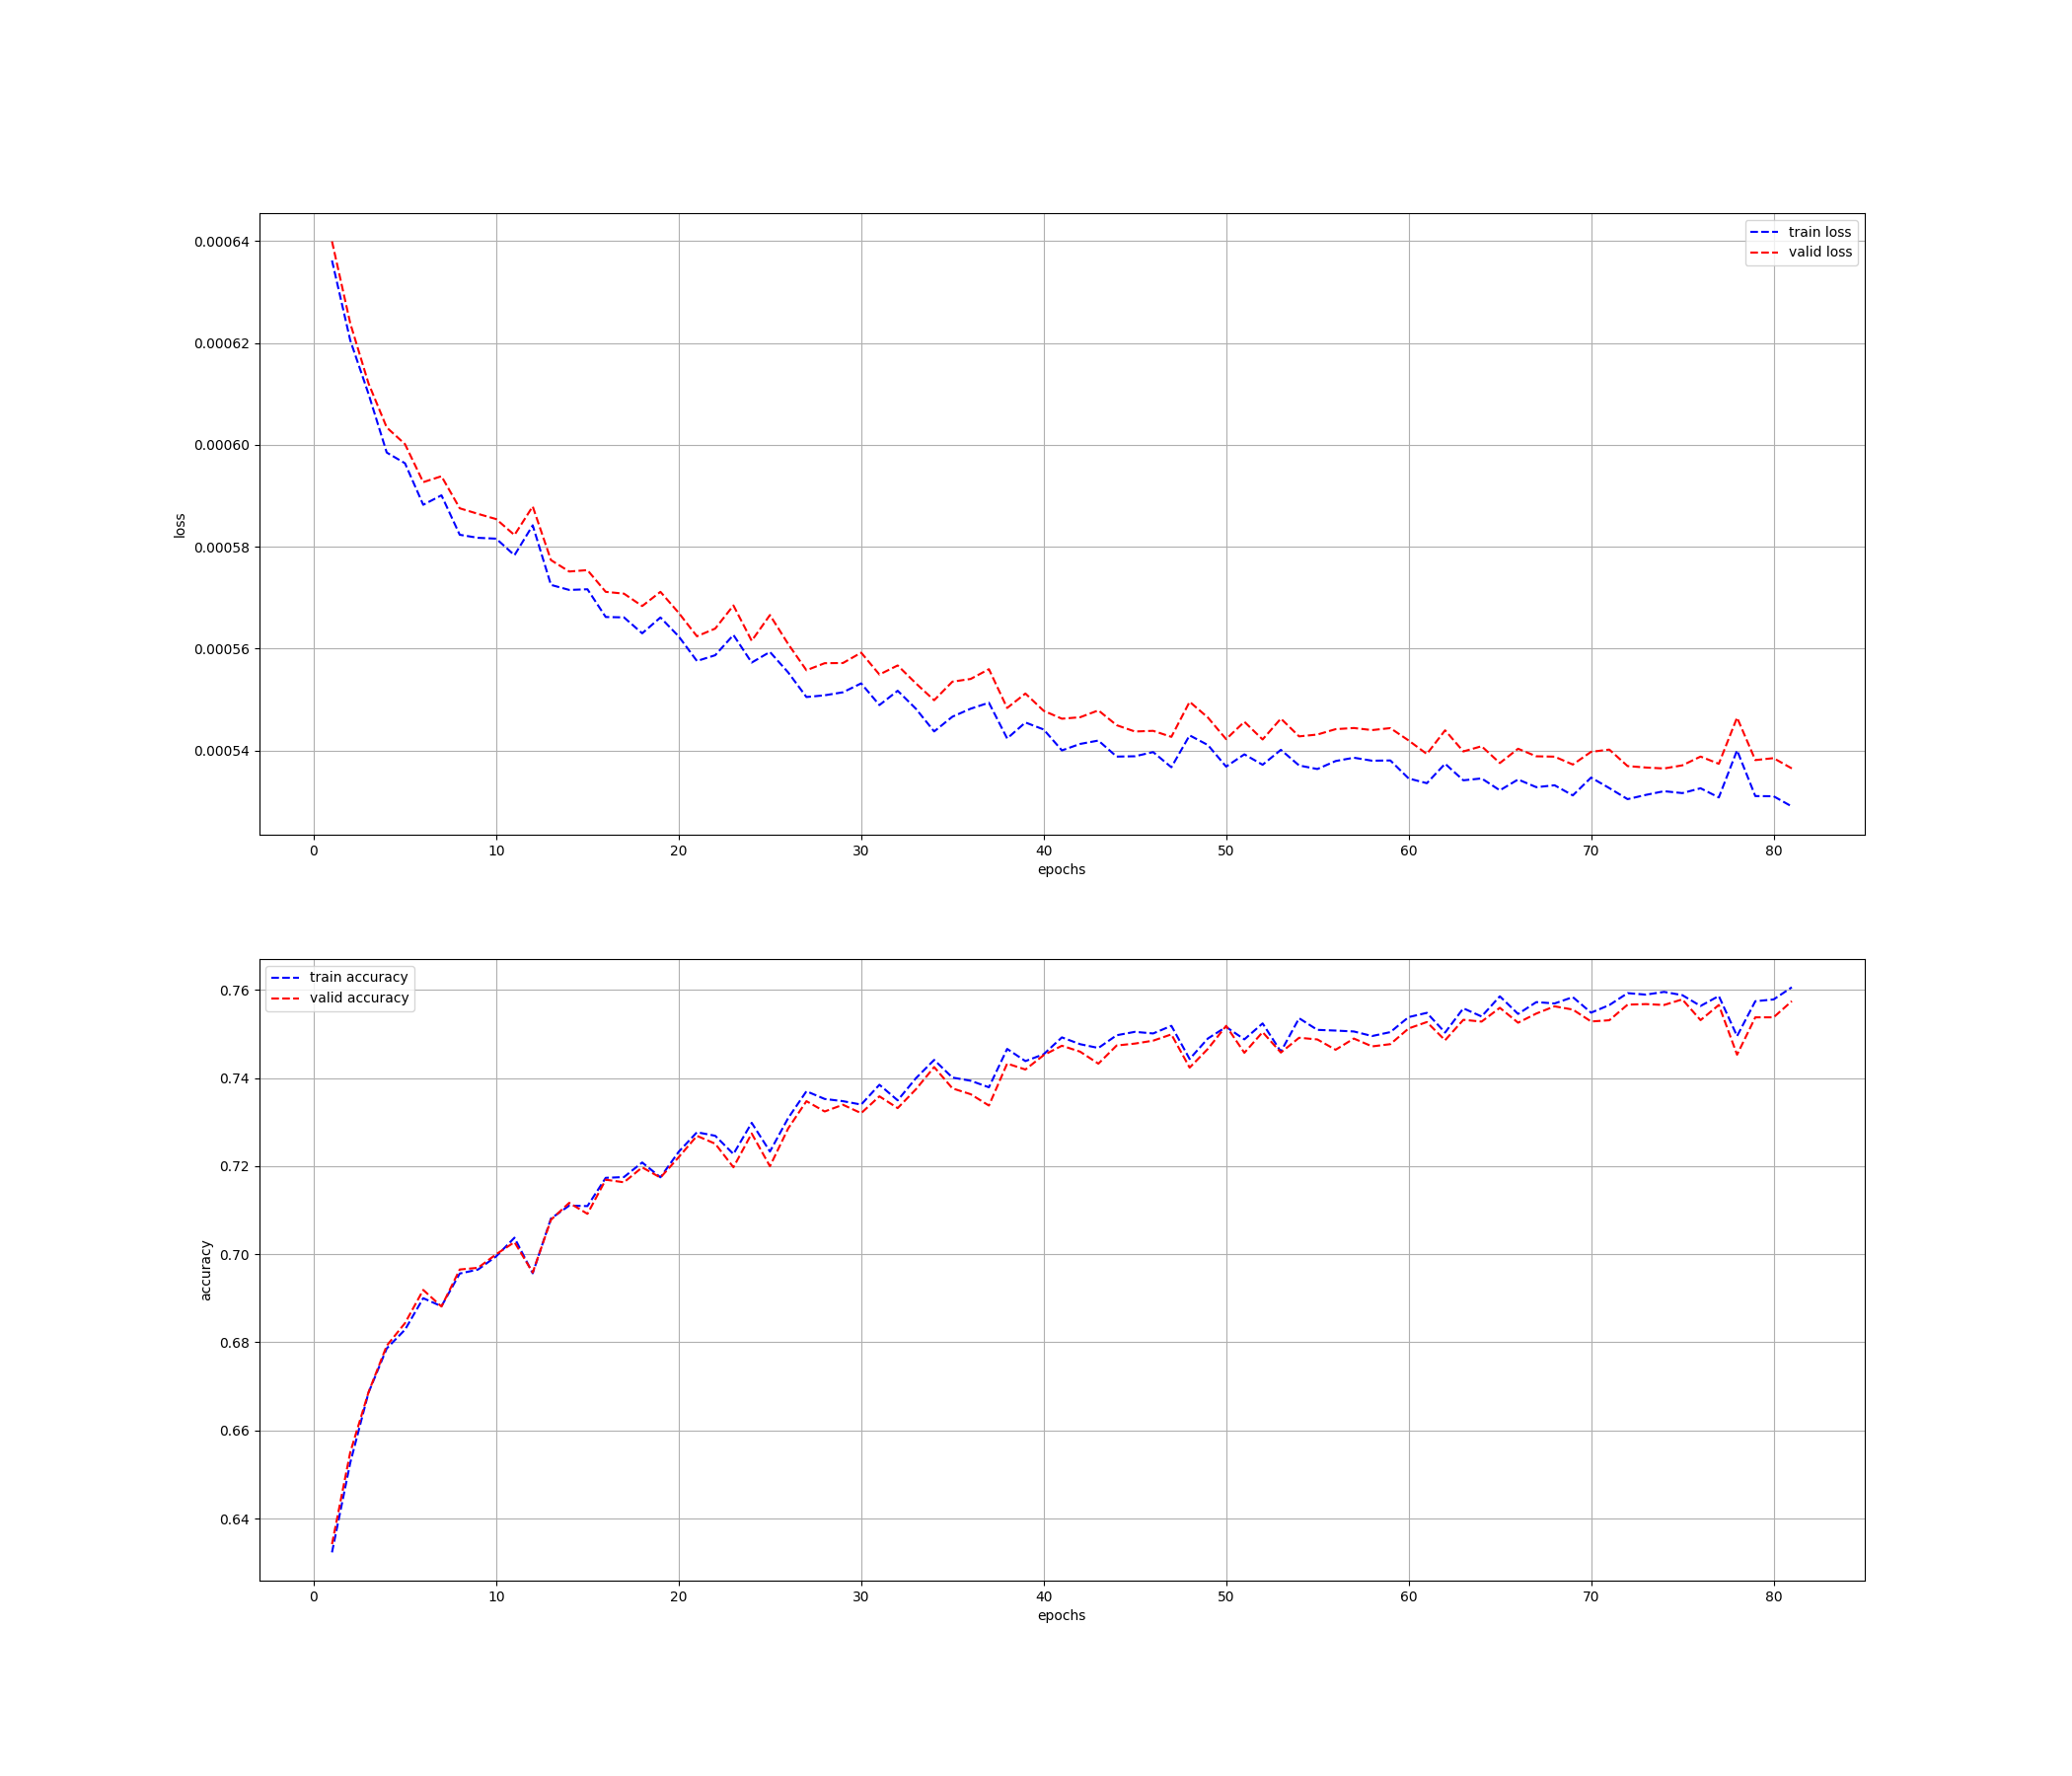 0.00064
0.00062
0.00060
0.00058
0.00056
0.00054
loss
train loss
valid loss
0 10 20 30 40 50 60 70 80
epochs
train accuracy
valid accuracy
0.76
0.74
0.72
0.70
0.68
0.66
0.64
accuracy
0 10 20 30 40 50 60 70 80
epochs